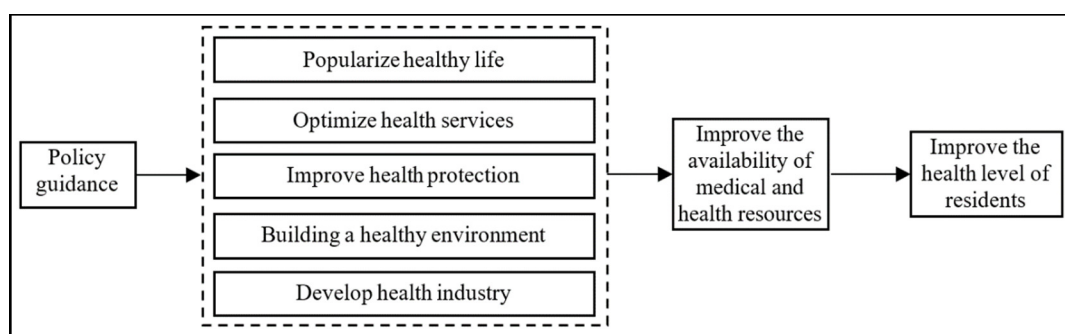 Policy
guidance
Popularize healthy life
Optimize health services
Improve health protection
Building a healthy environment
Develop health industry
Improve the
availability of
medical and
health resources
Improve the
health level of
residents